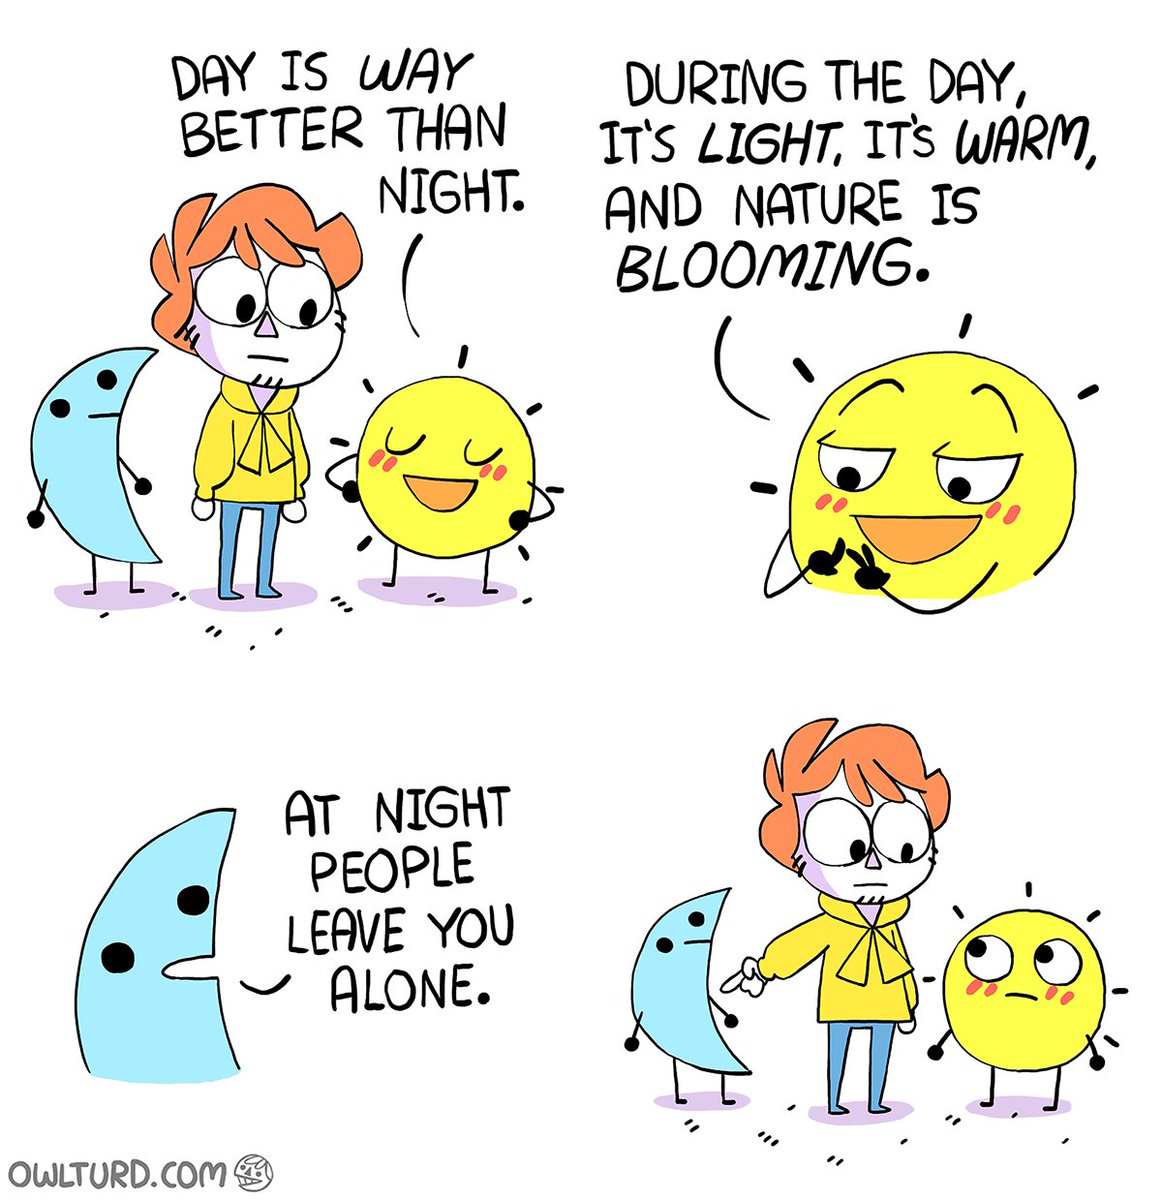 DAY IS WAY
BETTER THAN
NIGHT.
DURING THE DAY,
IT'S LIGHT, IT'S WARM,
AND NATURE IS
BLOOMING.
AT NIGHT
PEOPLE
LEAVE YOU
ALONE.
OWLTURD.COM